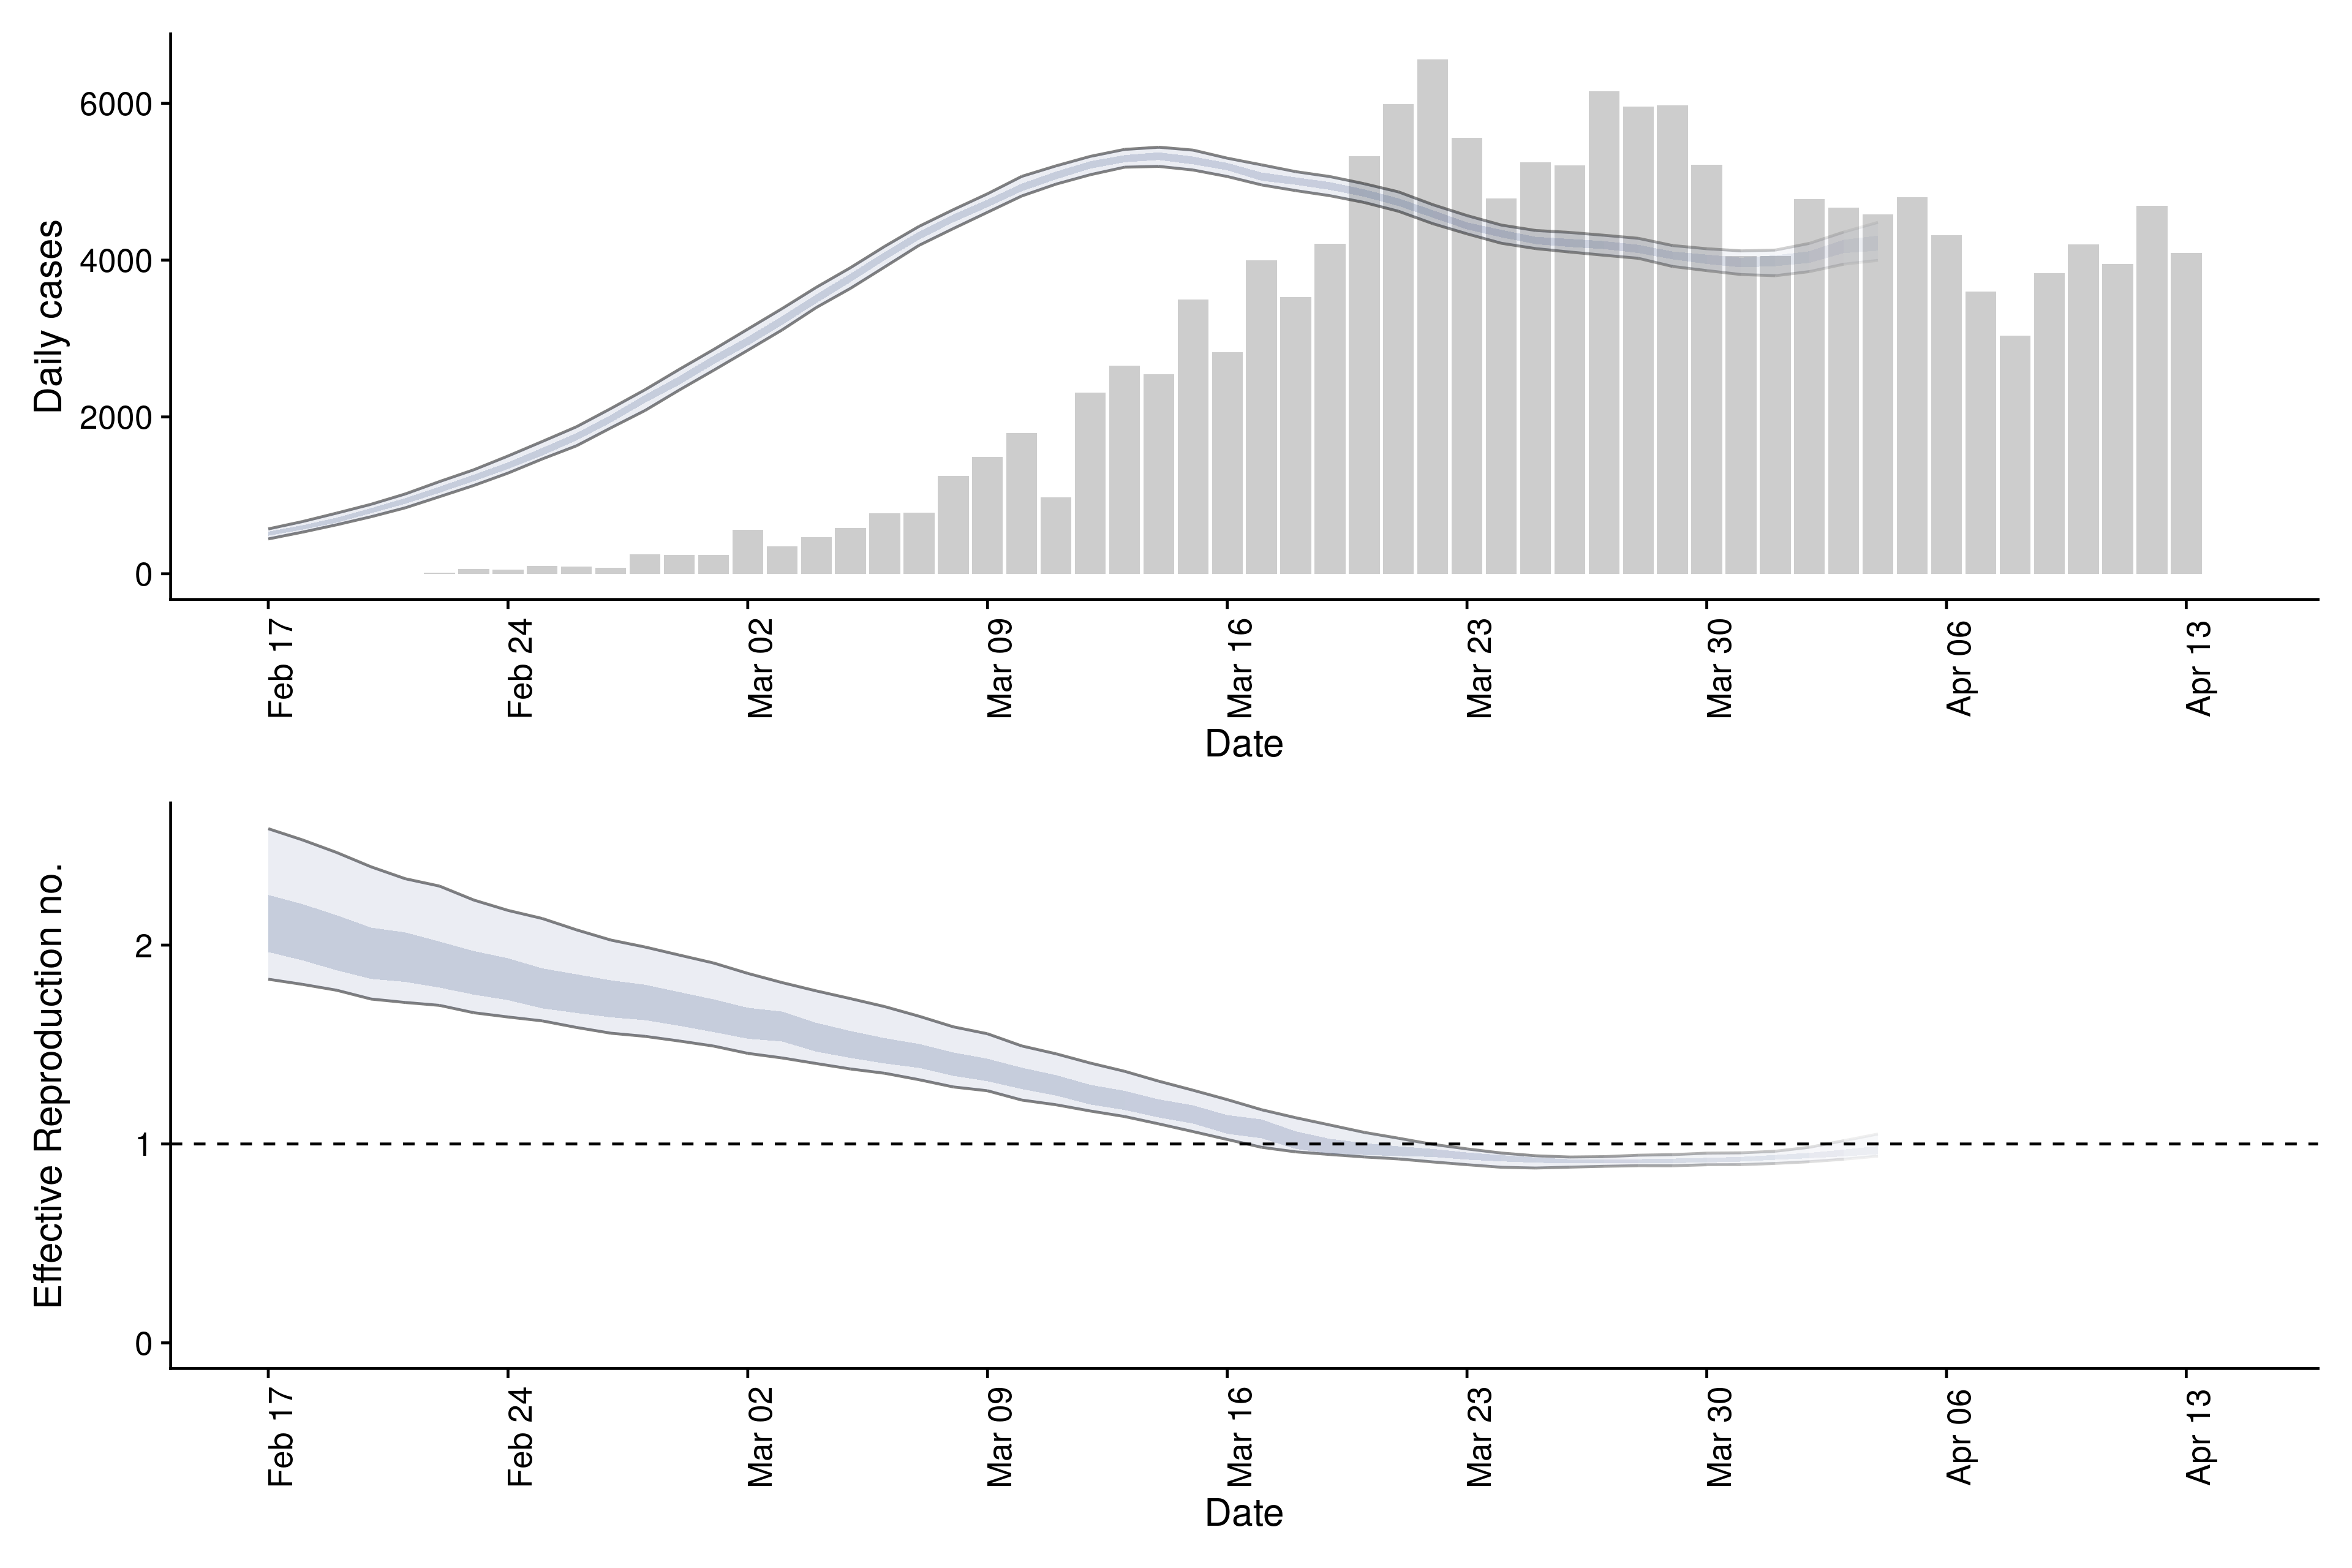 Daily cases
6000
4000
2000
0
Feb 17
Feb 24
Mar 02
Mar 09
Mar 16
Mar 23
Mar 30
Apr 06
Apr 13
Date
Effective Reproduction no.
2
1
0
Feb 17
Feb 24
Mar 02
Mar 09
Mar 16
Mar 23
Mar 30
Apr 06
Apr 13
Date